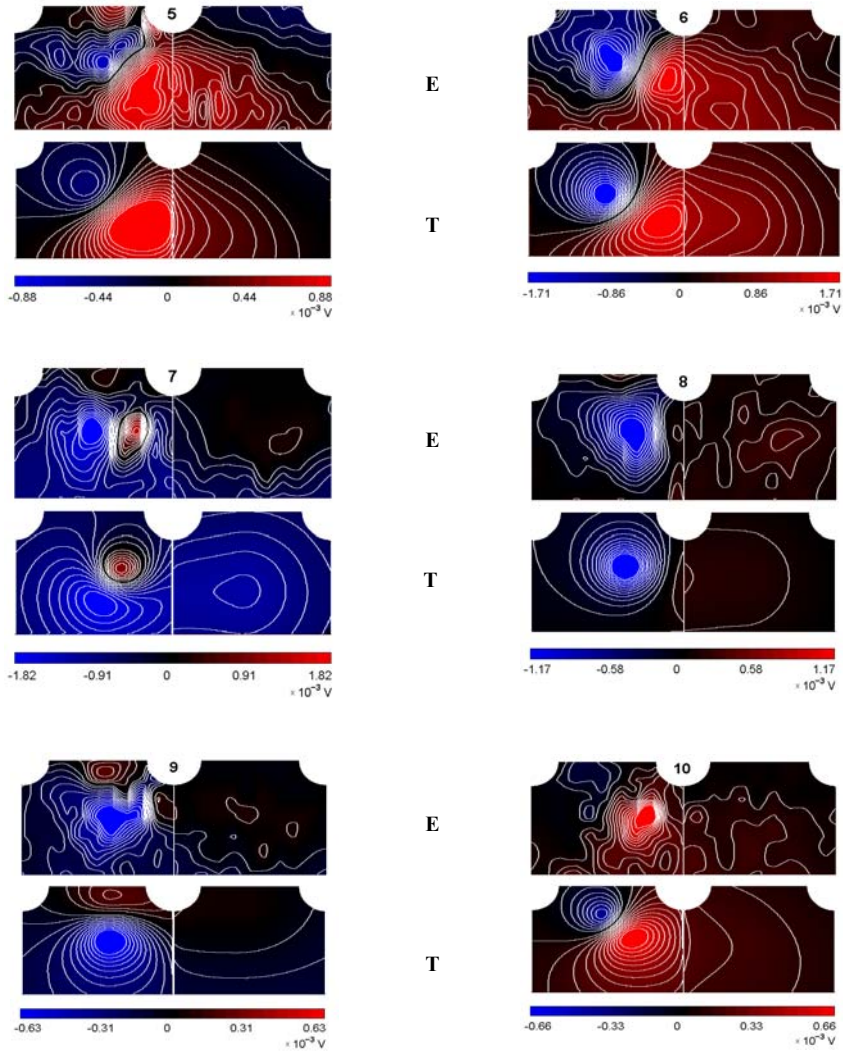 5
6
E
T
-0.88 -0.44 0 0.44 0.88
× 10⁻³ V
-1.71 -0.86 0 0.86 1.71
× 10⁻³ V
7
8
E
T
-1.82 -0.91 0 0.91 1.82
× 10⁻³ V
-1.17 -0.58 0 0.58 1.17
× 10⁻³ V
9
10
E
T
-0.63 -0.31 0 0.31 0.63
× 10⁻³ V
-0.66 -0.33 0 0.33 0.66
× 10⁻³ V